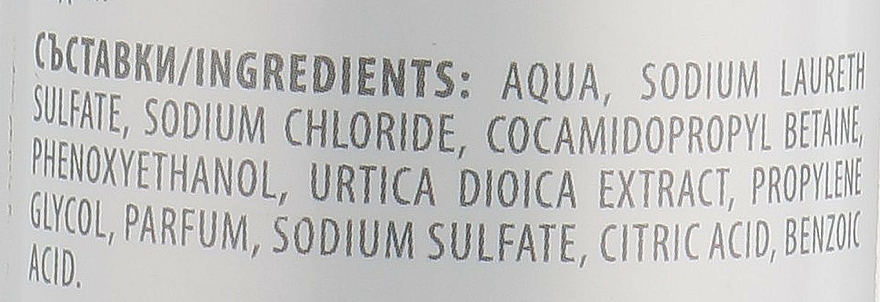 СЪСТАВКИ/INGREDIENTS: AQUA, SODIUM LAURETH
SULFATE, SODIUM CHLORIDE, COCAMIDOPROPYL BETAINE,
PHENOXYETHANOL, URTICA DIOICA EXTRACT, PROPYLENE
GLYCOL, PARFUM, SODIUM SULFATE, CITRIC ACID, BENZOIC
ACID.